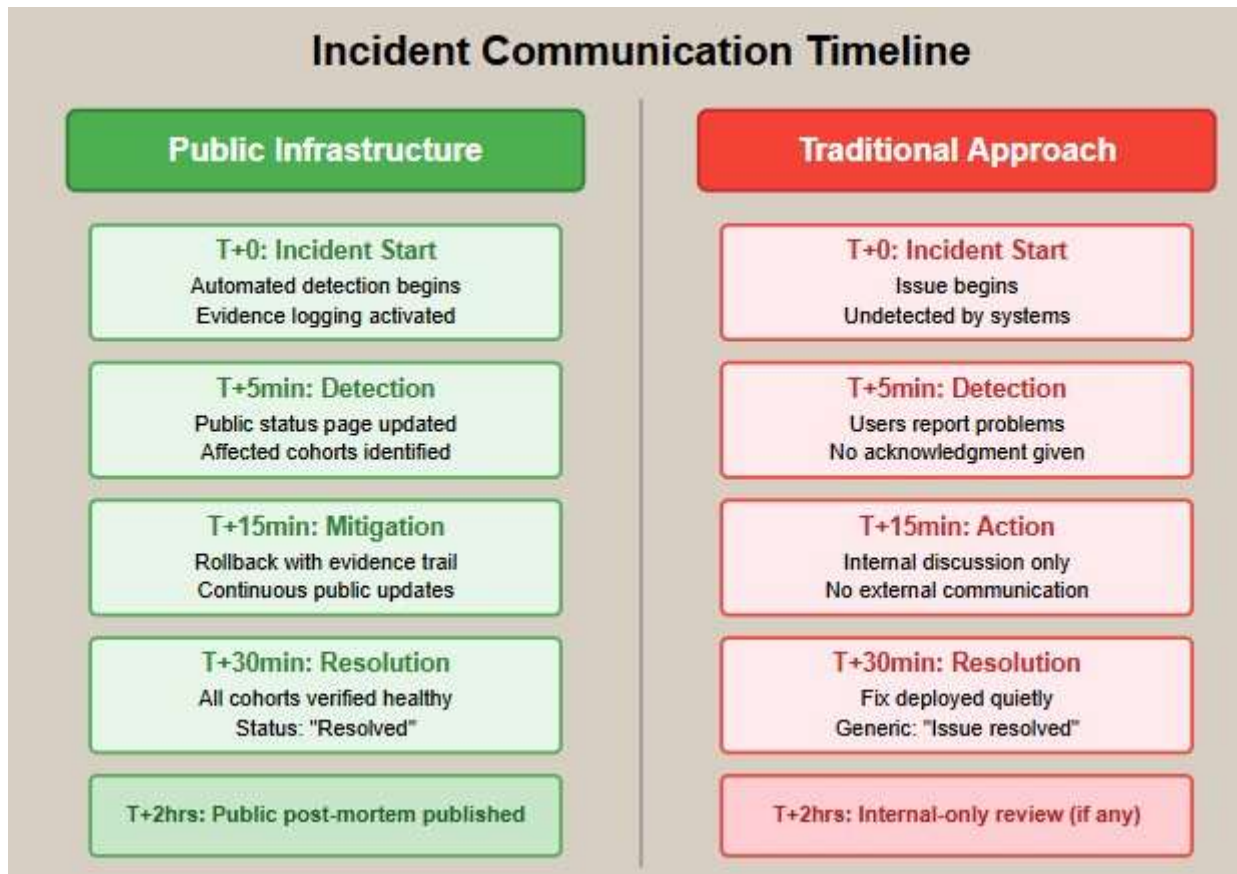 Incident Communication Timeline
Public Infrastructure
T+0: Incident Start
Automated detection begins
Evidence logging activated
T+5min: Detection
Public status page updated
Affected cohorts identified
T+15min: Mitigation
Rollback with evidence trail
Continuous public updates
T+30min: Resolution
All cohorts verified healthy
Status: "Resolved"
T+2hrs: Public post-mortem published
Traditional Approach
T+0: Incident Start
Issue begins
Undetected by systems
T+5min: Detection
Users report problems
No acknowledgment given
T+15min: Action
Internal discussion only
No external communication
T+30min: Resolution
Fix deployed quietly
Generic: "Issue resolved"
T+2hrs: Internal-only review (if any)